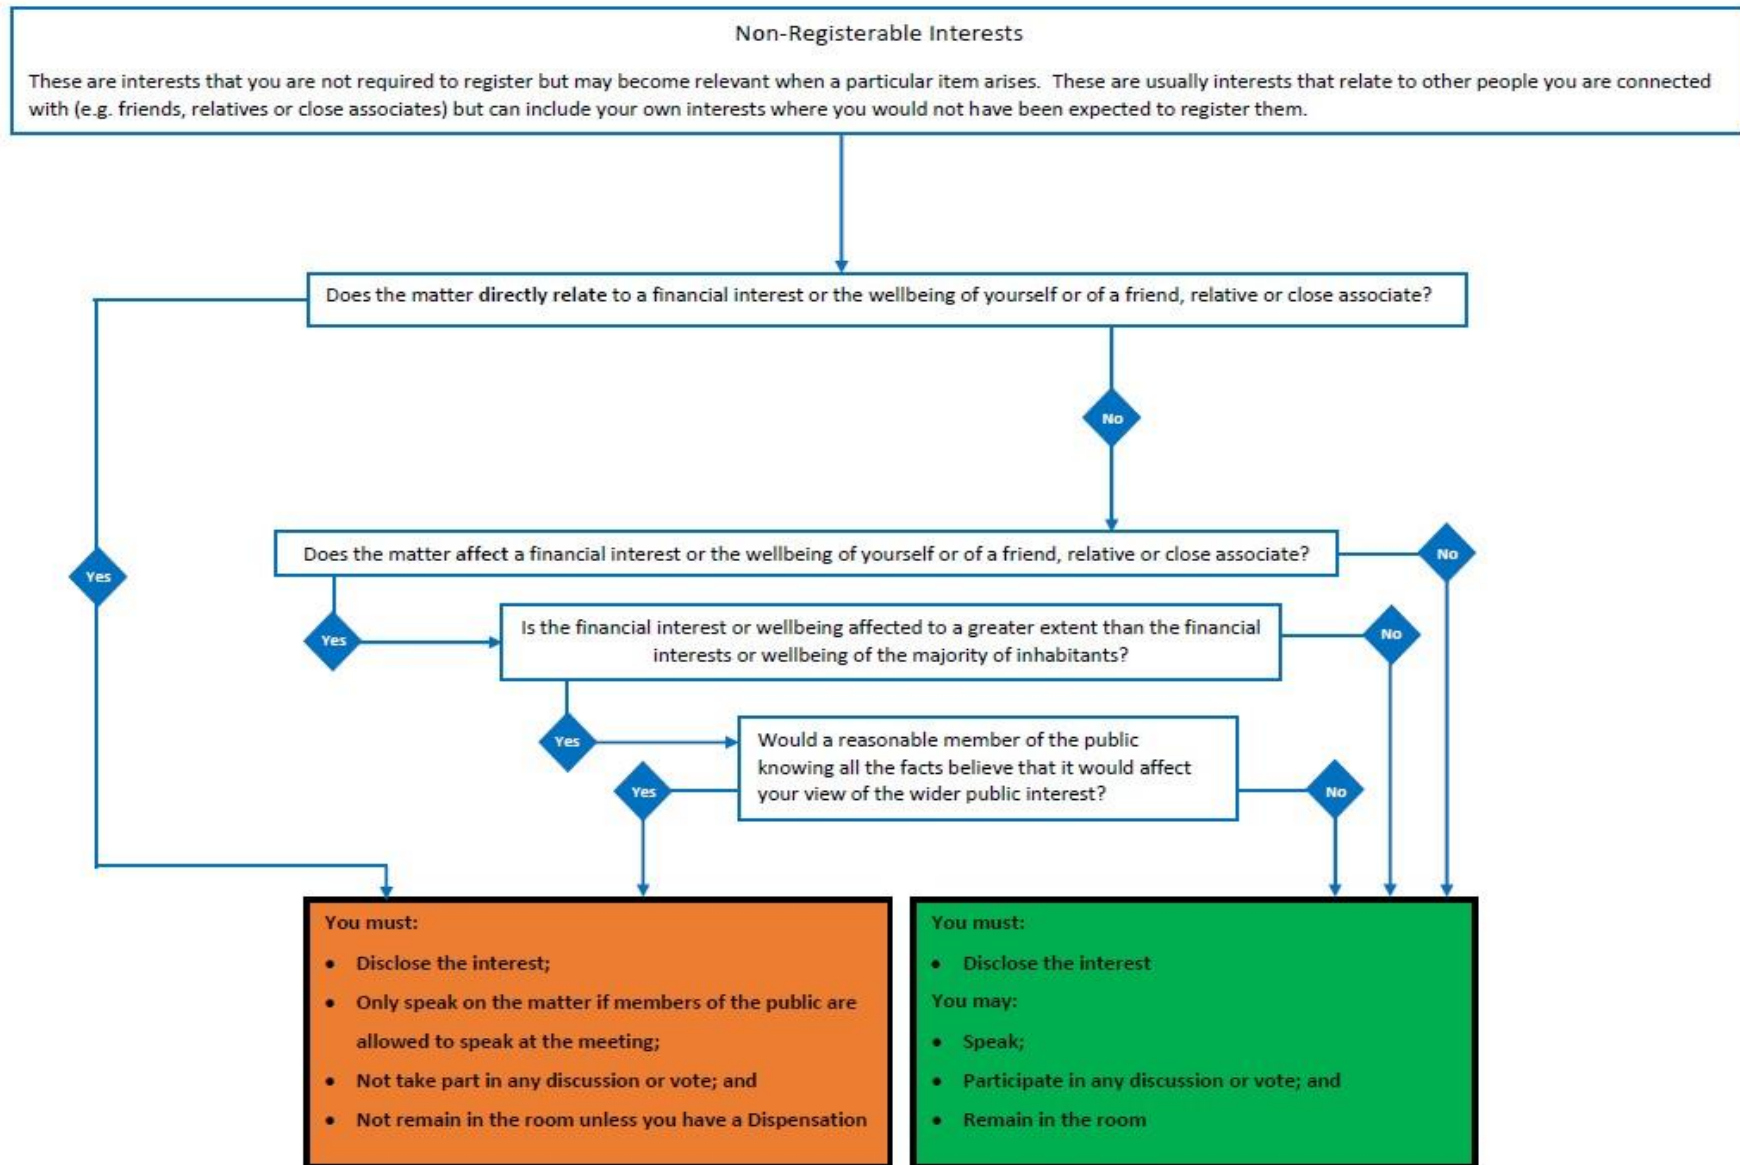 Non-Registerable Interests
These are interests that you are not required to register but may become relevant when a particular item arises.  These are usually interests that relate to other people you are connected
with (e.g. friends, relatives or close associates) but can include your own interests where you would not have been expected to register them.
Does the matter directly relate to a financial interest or the wellbeing of yourself or of a friend, relative or close associate?
No
Does the matter affect a financial interest or the wellbeing of yourself or of a friend, relative or close associate?
No
Yes
Yes
Is the financial interest or wellbeing affected to a greater extent than the financial
interests or wellbeing of the majority of inhabitants?
No
Yes
Would a reasonable member of the public
knowing all the facts believe that it would affect
your view of the wider public interest?
Yes
No
You must:
• Disclose the interest;
• Only speak on the matter if members of the public are
allowed to speak at the meeting;
• Not take part in any discussion or vote; and
• Not remain in the room unless you have a Dispensation
You must:
• Disclose the interest
You may:
• Speak;
• Participate in any discussion or vote; and
• Remain in the room